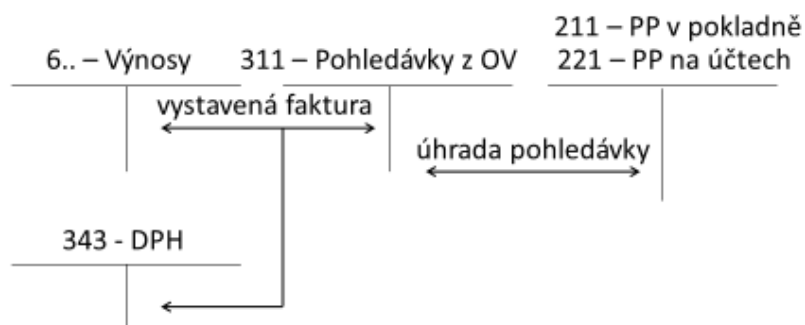 211 – PP v pokladně
6.. – Výnosy 311 – Pohledávky z OV 221 – PP na účtech
vystavená faktura
úhrada pohledávky
343 - DPH